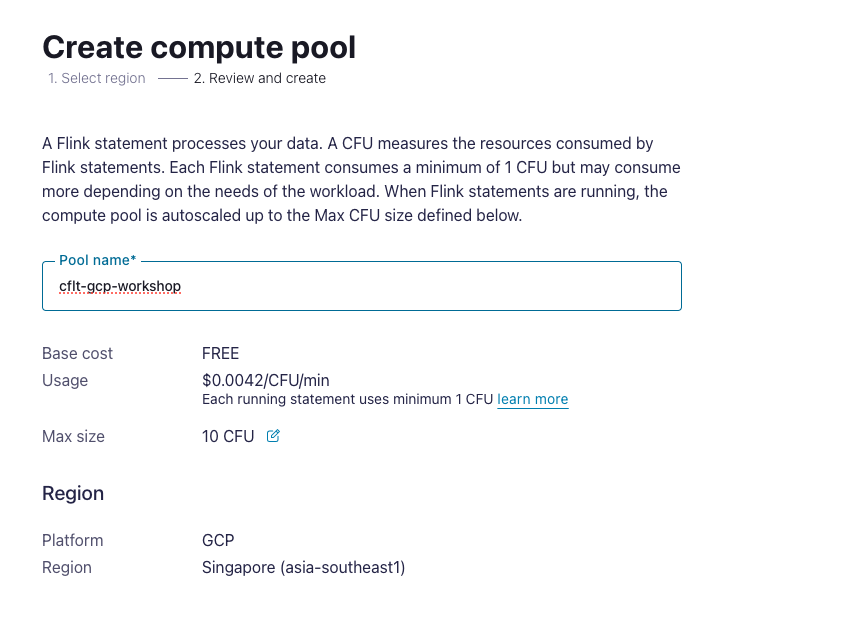 Create compute pool
1. Select region 2. Review and create
A Flink statement processes your data. A CFU measures the resources consumed by
Flink statements. Each Flink statement consumes a minimum of 1 CFU but may consume
more depending on the needs of the workload. When Flink statements are running, the
compute pool is autoscaled up to the Max CFU size defined below.
Pool name*
cflt-gcp-workshop
Base cost FREE
Usage $0.0042/CFU/min
Each running statement uses minimum 1 CFU learn more
Max size 10 CFU
Region
Platform GCP
Region Singapore (asia-southeast1)